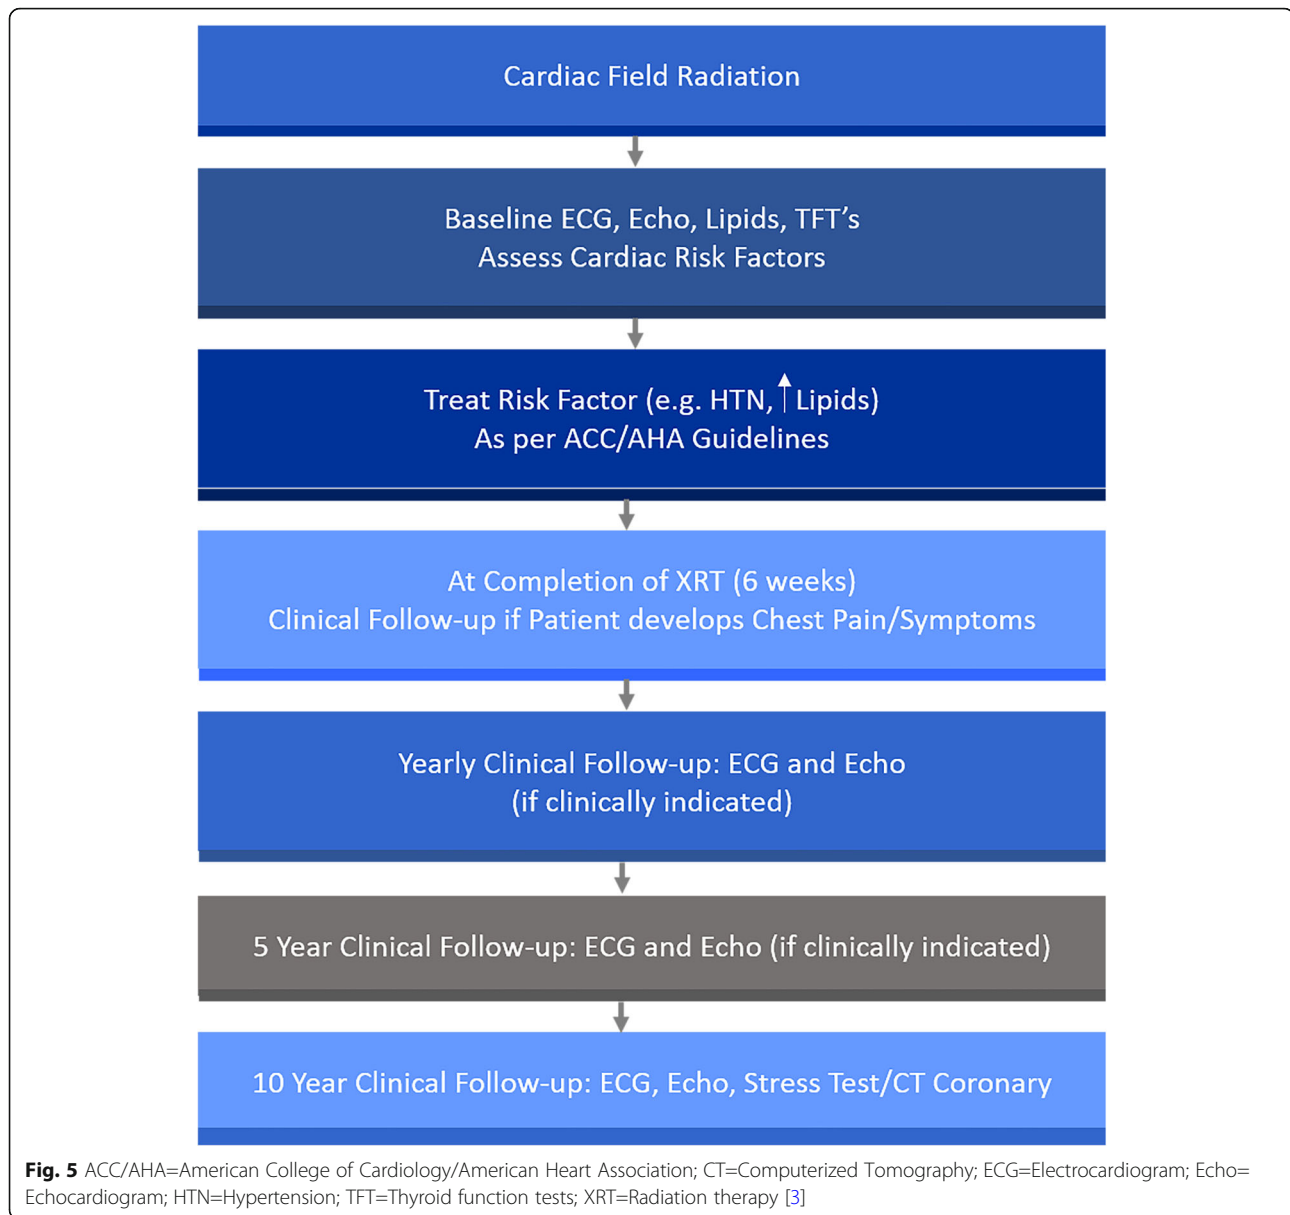 Cardiac Field Radiation
Baseline ECG, Echo, Lipids, TFT's
Assess Cardiac Risk Factors
Treat Risk Factor (e.g. HTN, ↑ Lipids)
As per ACC/AHA Guidelines
At Completion of XRT (6 weeks)
Clinical Follow-up if Patient develops Chest Pain/Symptoms
Yearly Clinical Follow-up: ECG and Echo
(if clinically indicated)
5 Year Clinical Follow-up: ECG and Echo (if clinically indicated)
10 Year Clinical Follow-up: ECG, Echo, Stress Test/CT Coronary
Fig. 5 ACC/AHA=American College of Cardiology/American Heart Association; CT=Computerized Tomography; ECG=Electrocardiogram; Echo=
Echocardiogram; HTN=Hypertension; TFT=Thyroid function tests; XRT=Radiation therapy [3]